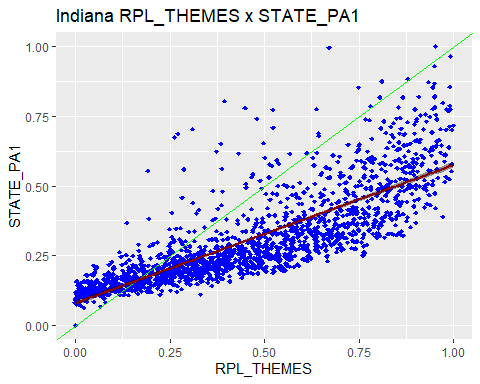 Indiana RPL_THEMES x STATE_PA1
STATE_PA1
1.00
0.75
0.50
0.25
0.00
0.00 0.25 0.50 0.75 1.00
RPL_THEMES